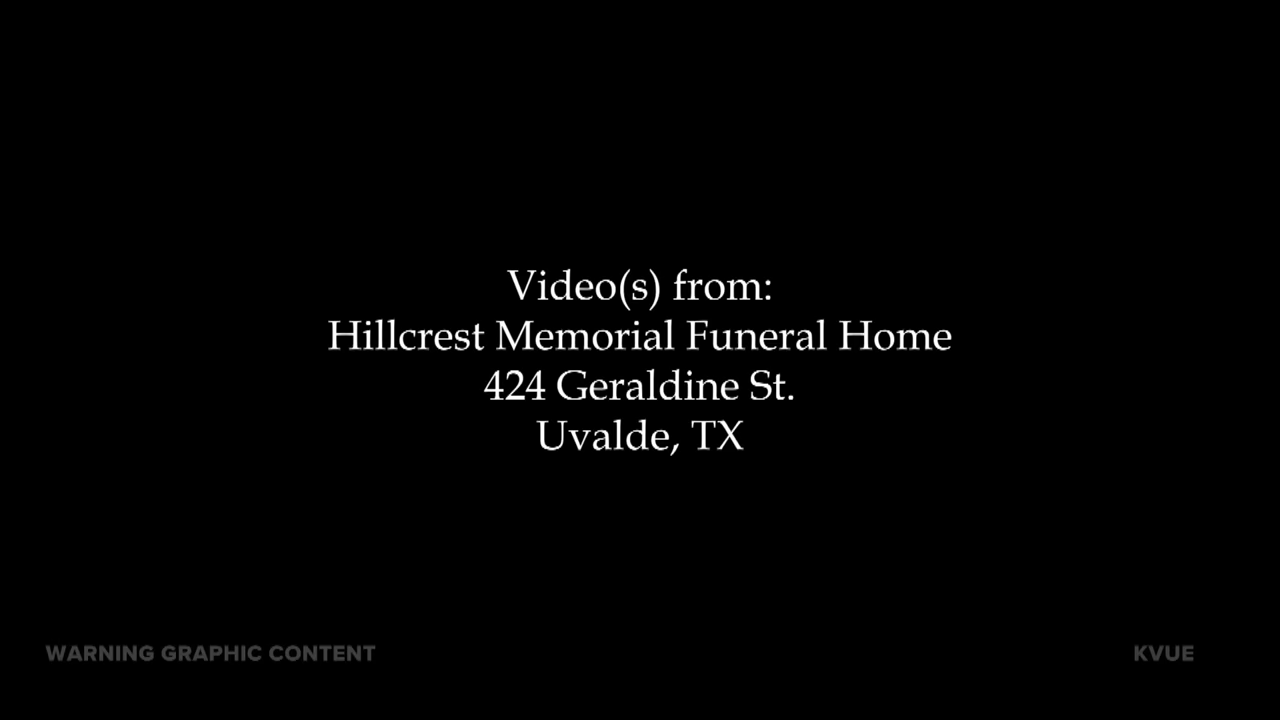 Video(s) from:
Hillcrest Memorial Funeral Home
424 Geraldine St.
Uvalde, TX
WARNING GRAPHIC CONTENT
KVUE